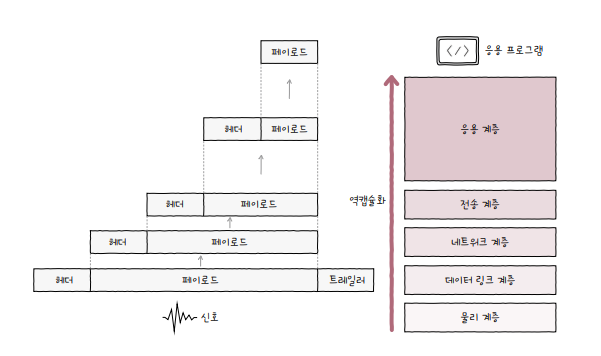 페이로드
헤더 페이로드
헤더 페이로드
헤더 페이로드
헤더 페이로드 트레일러
신호
역캡슐화
응용 프로그램
응용 계층
전송 계층
네트워크 계층
데이터 링크 계층
물리 계층